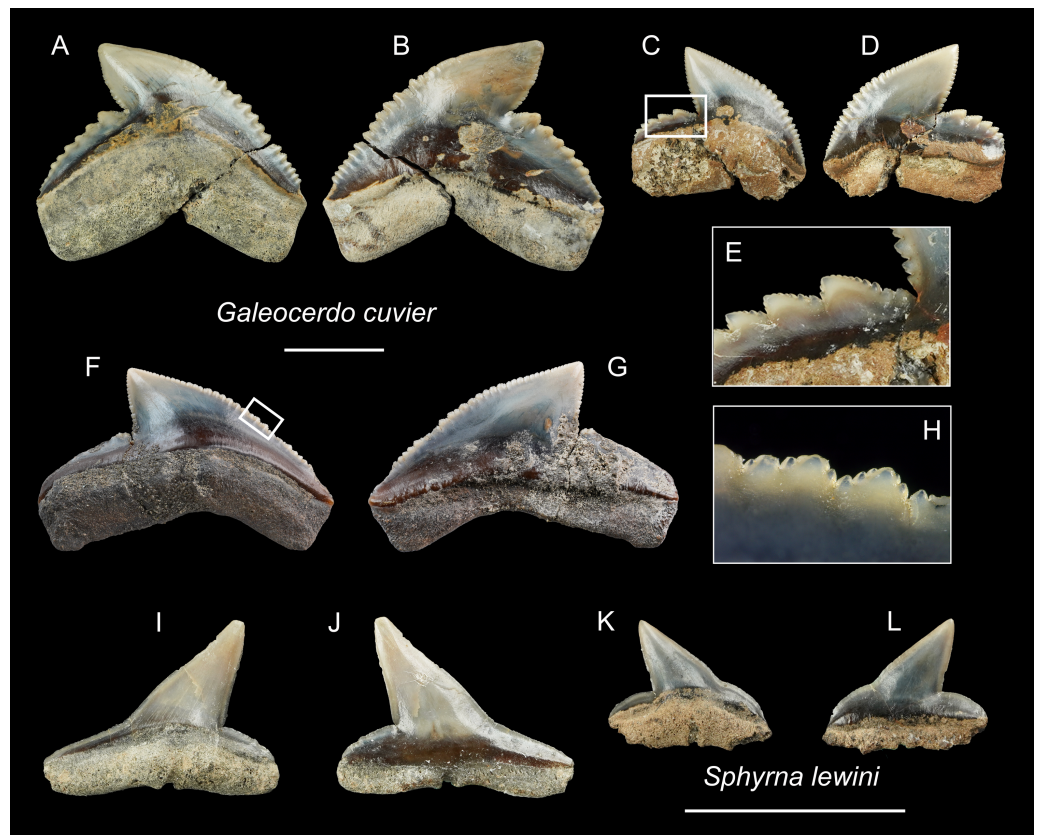 A B C D
E
Galeocerdo cuvier
F G
H
I J K L
Sphyrna lewini